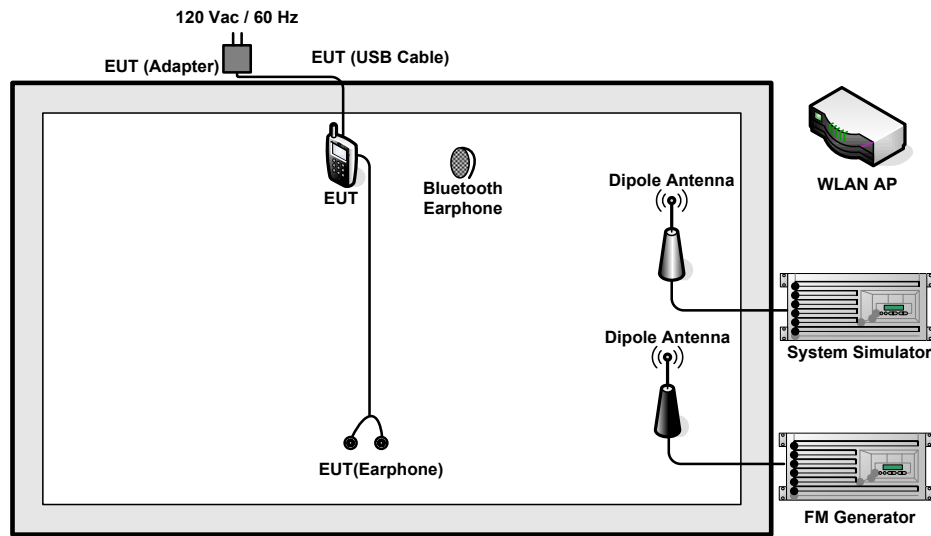 120 Vac / 60 Hz
EUT (Adapter)
EUT (USB Cable)
EUT
Bluetooth
Earphone
Dipole Antenna
WLAN AP
System Simulator
Dipole Antenna
EUT(Earphone)
FM Generator